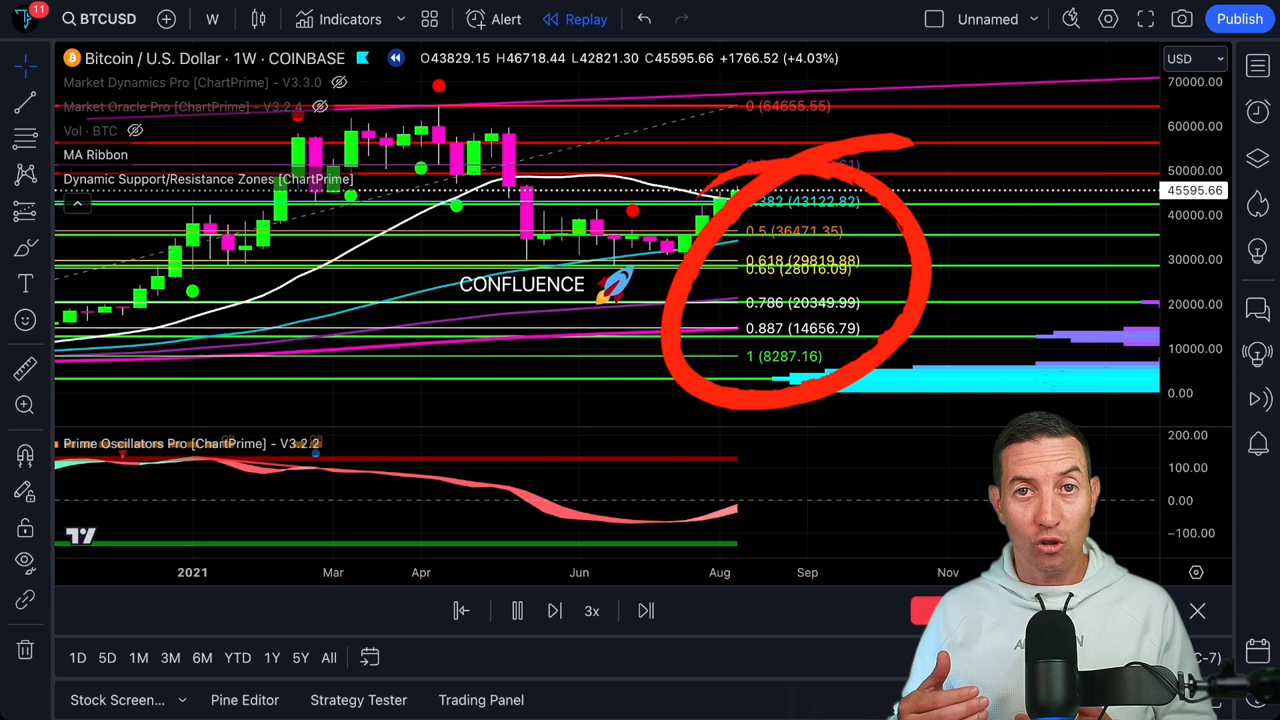 11
BTCUSD
W
Indicators
Alert
Replay
Unnamed
Publish
Bitcoin / U.S. Dollar · 1W · COINBASE
O43829.15 H46718.44 L42821.30 C45595.66 +1766.52 (+4.03%)
USD
Market Dynamics Pro [ChartPrime] - V3.3.0
Market Oracle Pro [ChartPrime] - V3.2.4
Vol · BTC
MA Ribbon
Dynamic Support/Resistance Zones [ChartPrime]
70000.00
60000.00
50000.00
45595.66
40000.00
30000.00
20000.00
10000.00
0.00
0 (64655.55)
0.382 (43122.82)
0.5 (36471.35)
0.618 (29819.88)
0.65 (28016.09)
0.786 (20349.99)
0.887 (14656.79)
1 (8287.16)
CONFLUENCE
Prime Oscillators Pro [ChartPrime] - V3.2.2
200.00
100.00
0.00
−100.00
2021
Mar
Apr
Jun
Aug
Sep
Nov
3x
1D
5D
1M
3M
6M
YTD
1Y
5Y
All
C-7)
Stock Screen...
Pine Editor
Strategy Tester
Trading Panel